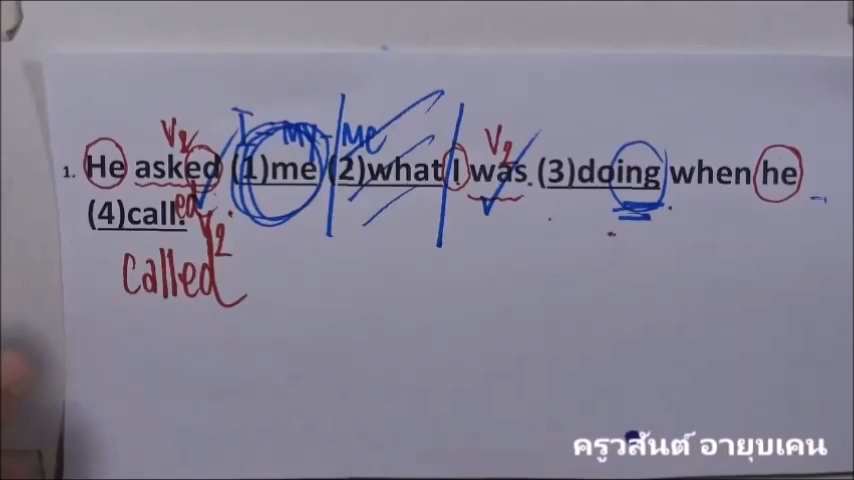 V2 I my me V2
1. He asked (1)me (2)what I was (3)doing when he
ed
(4)call. V2
called
ครูวสันต์ อายุบเคน